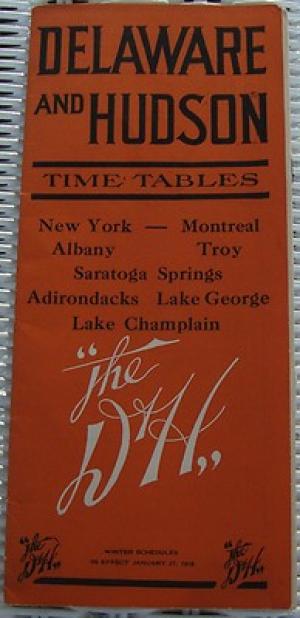 DELAWARE
AND HUDSON
TIME TABLES
New York — Montreal
Albany Troy
Saratoga Springs
Adirondacks Lake George
Lake Champlain
"The
D&H"
WINTER SCHEDULES
IN EFFECT JANUARY 27, 
"The
D&H"
"The
D&H"